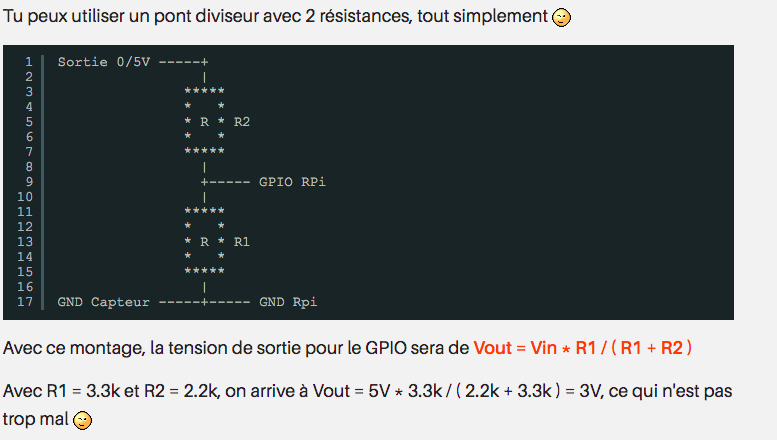 Tu peux utiliser un pont diviseur avec 2 résistances, tout simplement 😉
1 Sortie 0/5V -----+
2 |
3 *****
4 * *
5 * R * R2
6 * *
7 *****
8 |
9 +----- GPIO RPi
10 |
11 *****
12 * *
13 * R * R1
14 * *
15 *****
16 |
17 GND Capteur -----+----- GND Rpi
Avec ce montage, la tension de sortie pour le GPIO sera de Vout = Vin * R1 / ( R1 + R2 )
Avec R1 = 3.3k et R2 = 2.2k, on arrive à Vout = 5V * 3.3k / ( 2.2k + 3.3k ) = 3V, ce qui n'est pas
trop mal 😉